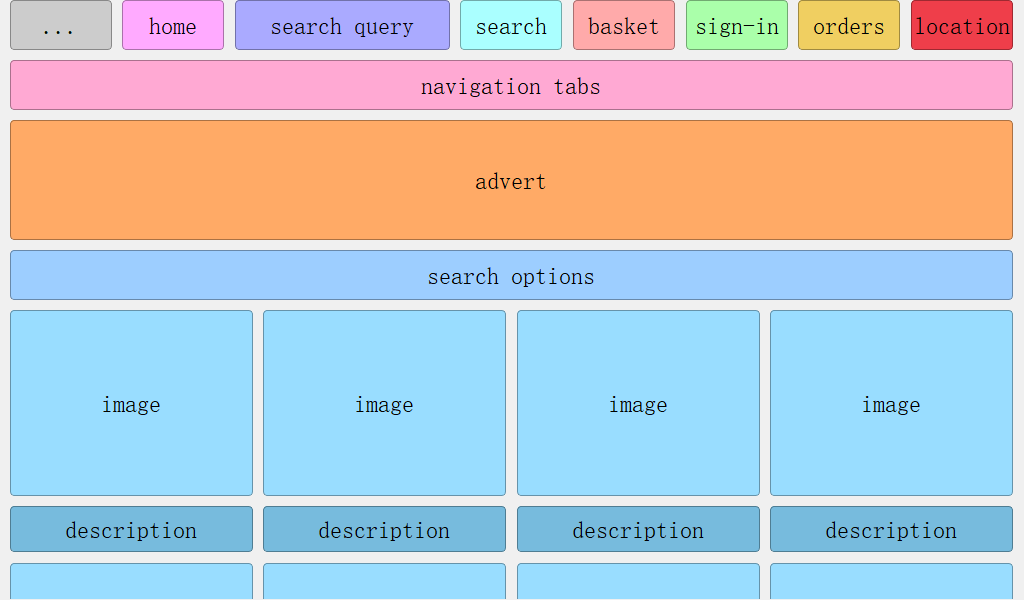 ... home search query search basket sign-in orders location
navigation tabs
advert
search options
image image image image
description description description description